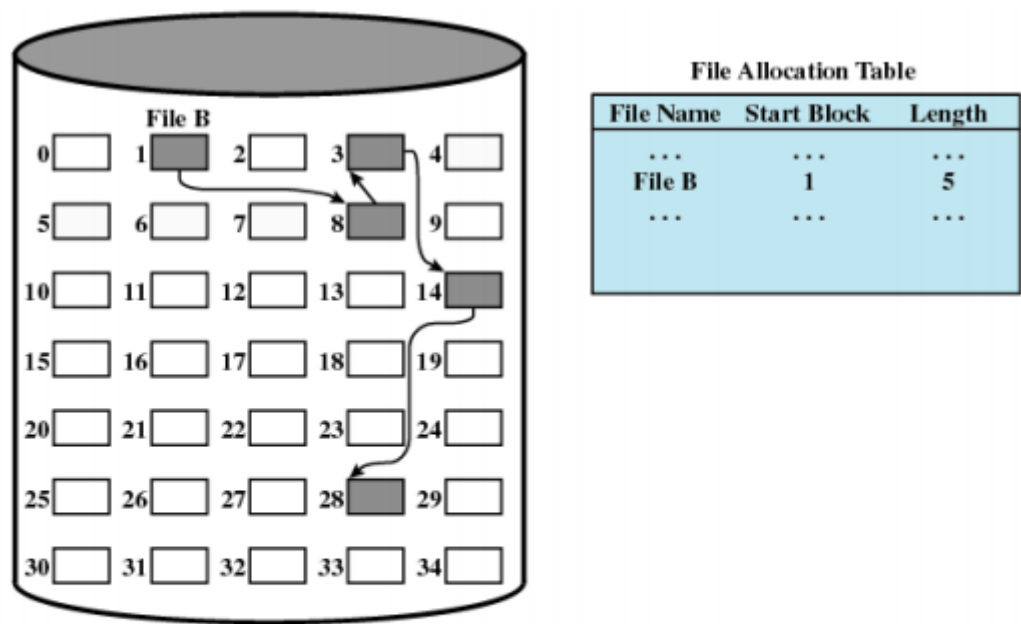 File B
0 1 2 3 4
5 6 7 8 9
10 11 12 13 14
15 16 17 18 19
20 21 22 23 24
25 26 27 28 29
30 31 32 33 34
File Allocation Table
File Name Start Block Length
... ... ...
File B 1 5
... ... ...